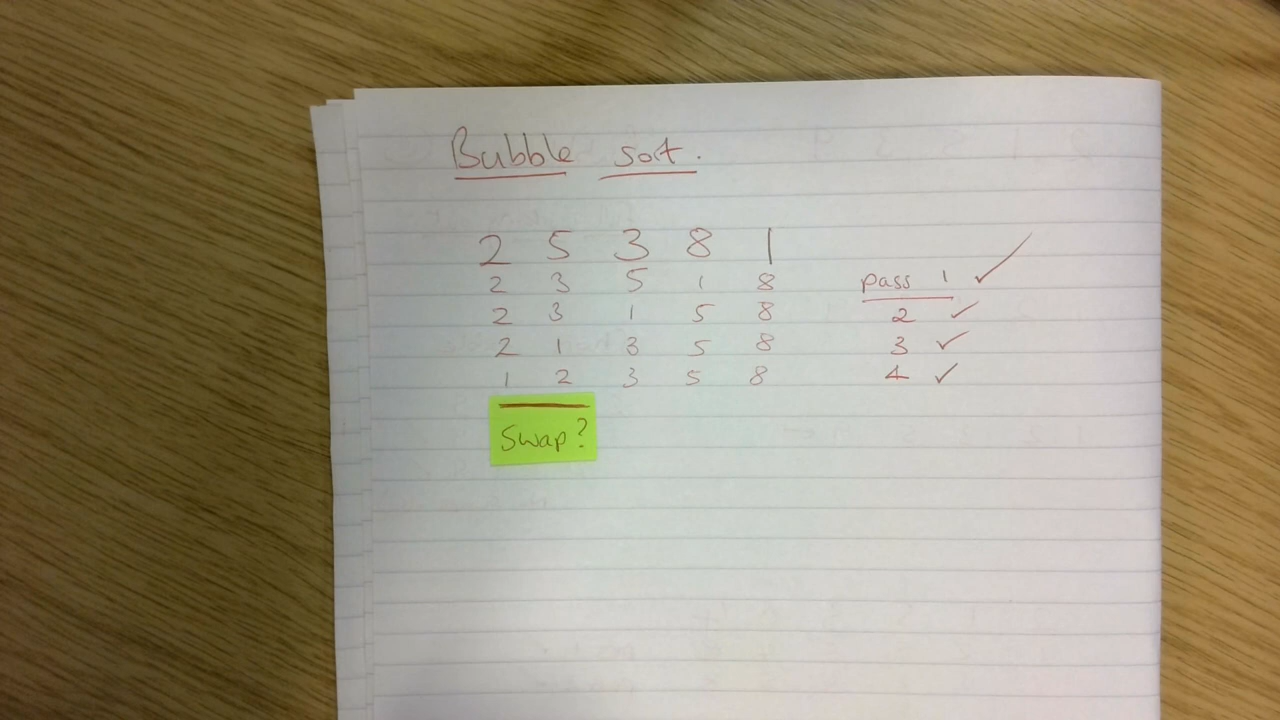 Bubble sort.
2 5 3 8 1
2 3 5 1 8 pass 1 ✓
2 3 1 5 8 2 ✓
2 1 3 5 8 3 ✓
1 2 3 5 8 4 ✓
Swap?